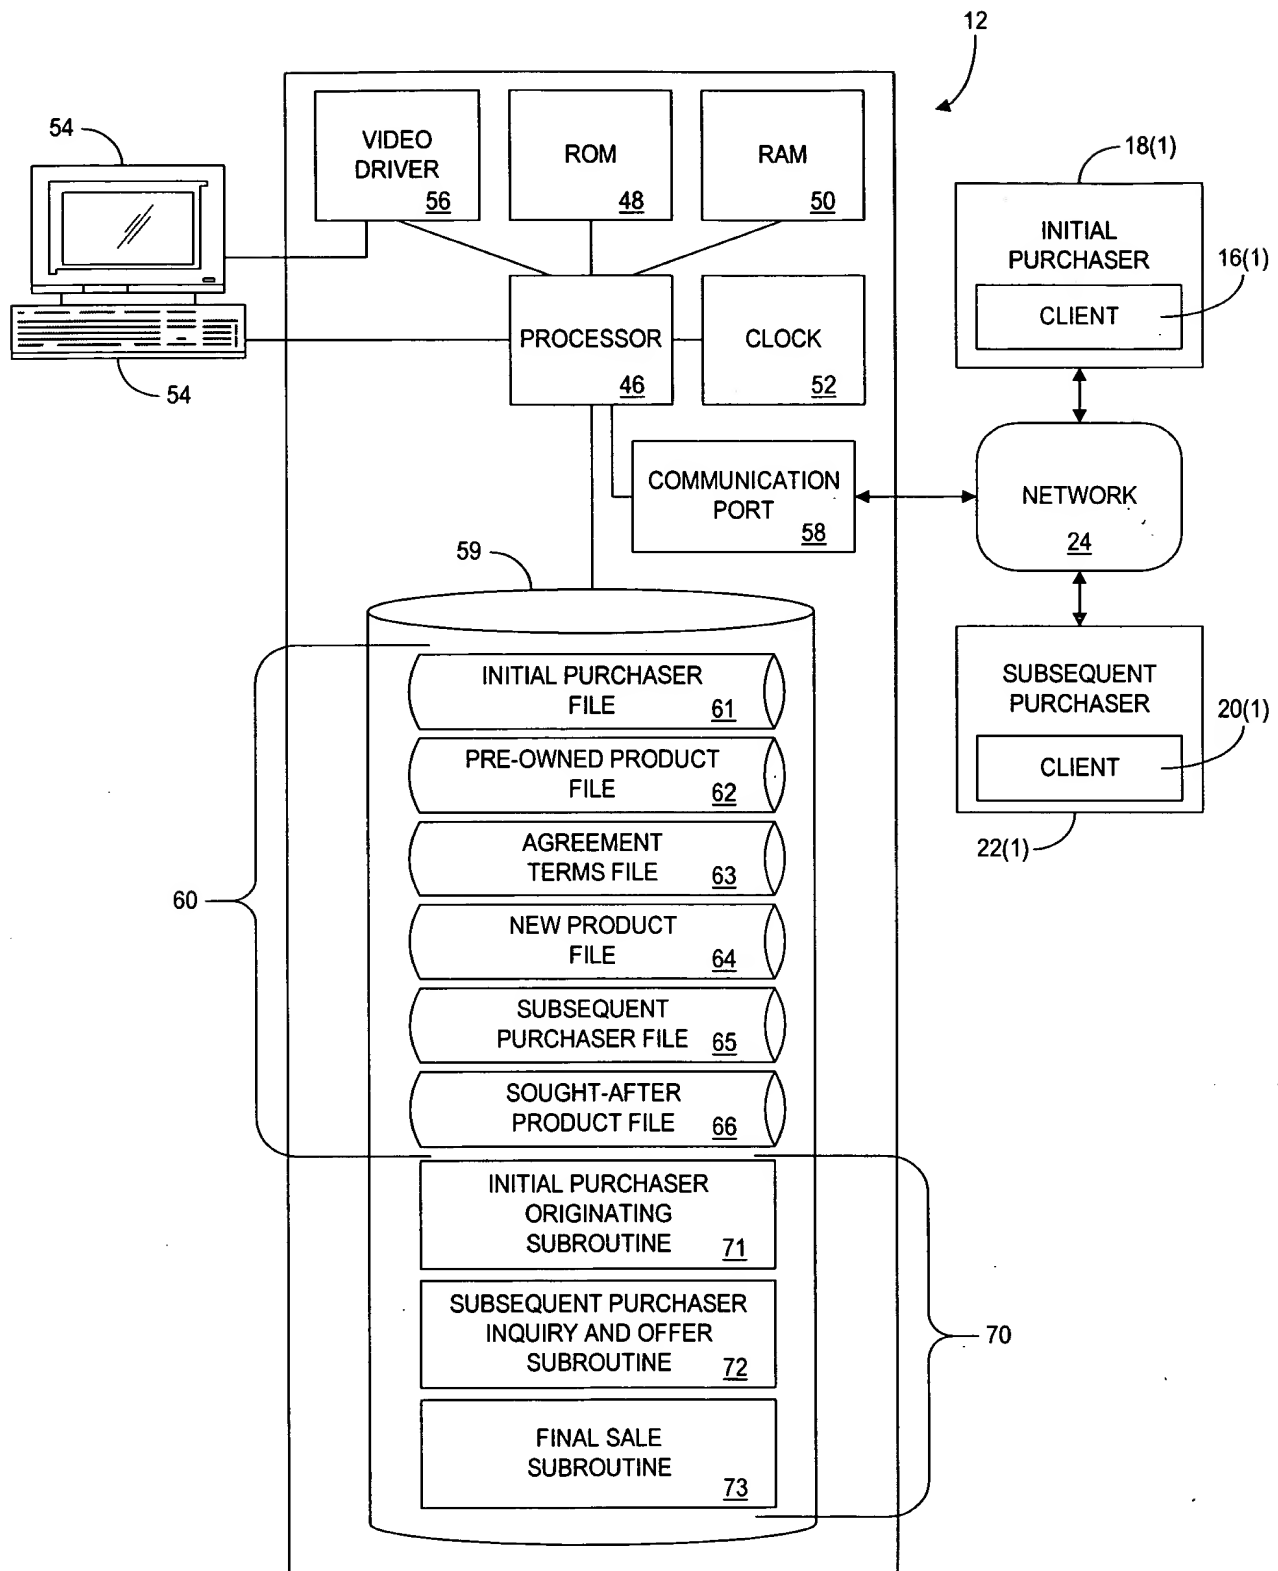 12
54
VIDEO
DRIVER
56
ROM
48
RAM
50
18(1)
INITIAL
PURCHASER
16(1)
CLIENT
PROCESSOR
46
CLOCK
52
54
COMMUNICATION
PORT
58
NETWORK
24
59
SUBSEQUENT
PURCHASER
20(1)
CLIENT
22(1)
60
INITIAL PURCHASER
FILE
61
PRE-OWNED PRODUCT
FILE
62
AGREEMENT
TERMS FILE
63
NEW PRODUCT
FILE
64
SUBSEQUENT
PURCHASER FILE
65
SOUGHT-AFTER
PRODUCT FILE
66
INITIAL PURCHASER
ORIGINATING
SUBROUTINE
71
SUBSEQUENT PURCHASER
INQUIRY AND OFFER
SUBROUTINE
72
70
FINAL SALE
SUBROUTINE
73